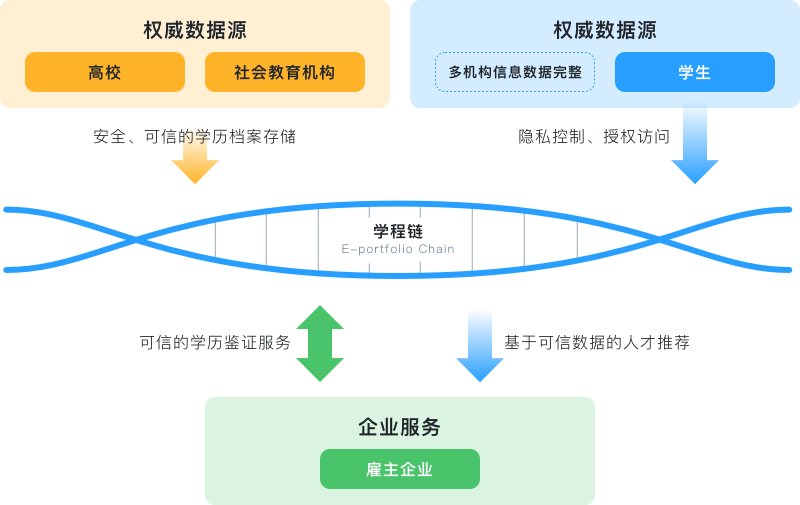 权威数据源
高校
社会教育机构
权威数据源
多机构信息数据完整
学生
安全、可信的学历档案存储
隐私控制、授权访问
学程链
E-portfolio Chain
可信的学历鉴证服务
基于可信数据的人才推荐
企业服务
雇主企业